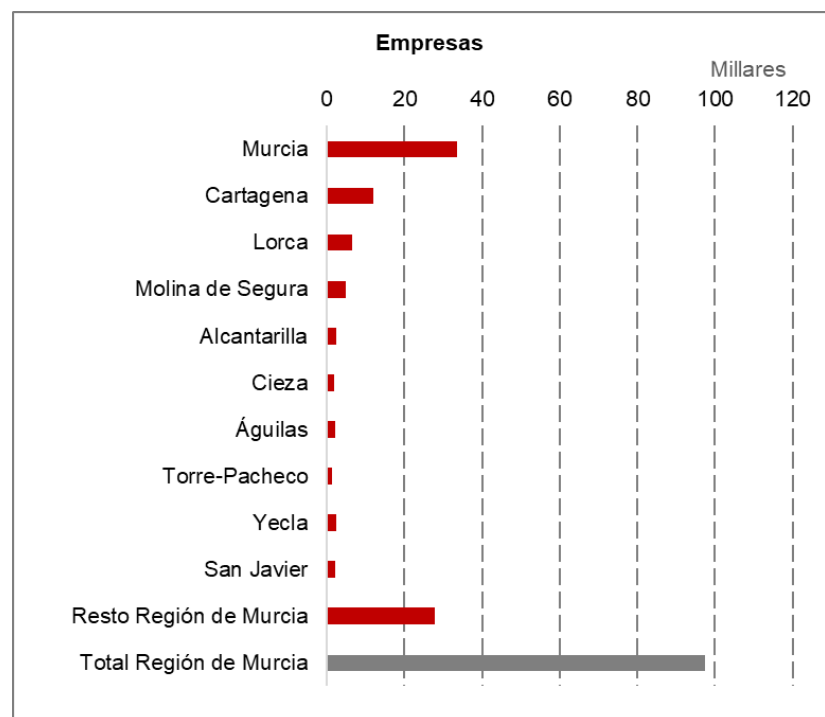 Empresas
Millares
0 20 40 60 80 100 120
Murcia
Cartagena
Lorca
Molina de Segura
Alcantarilla
Cieza
Águilas
Torre-Pacheco
Yecla
San Javier
Resto Región de Murcia
Total Región de Murcia